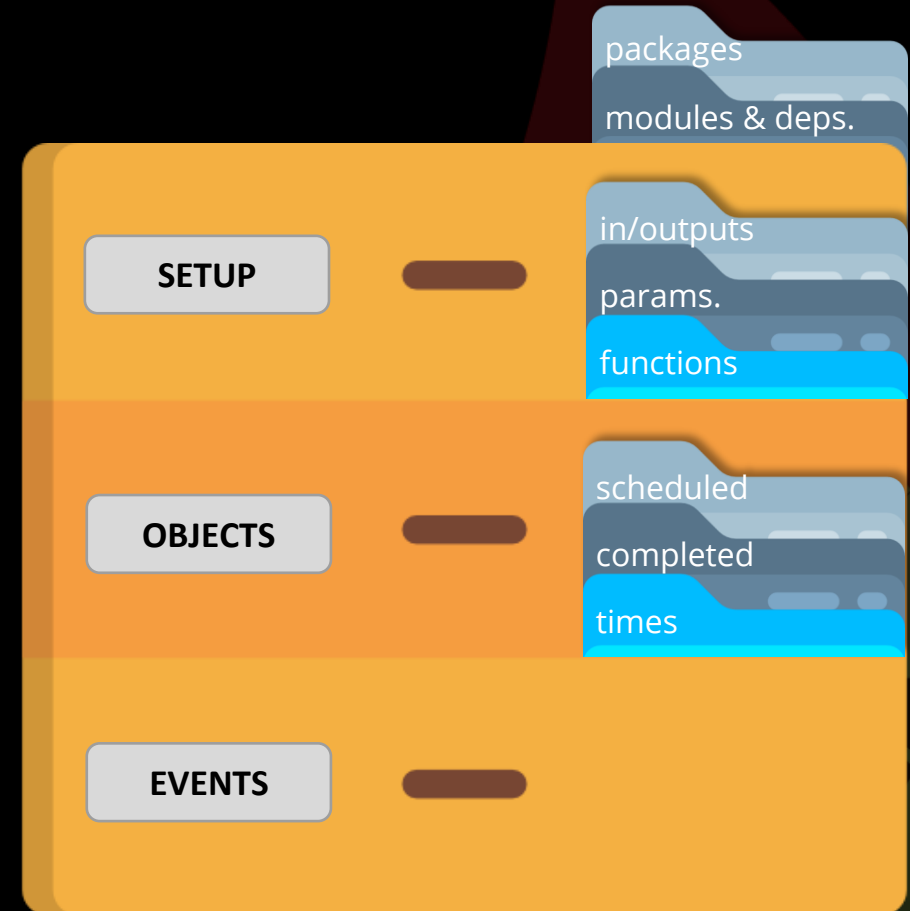 packages
modules & deps.
SETUP
in/outputs
params.
functions
OBJECTS
scheduled
completed
times
EVENTS